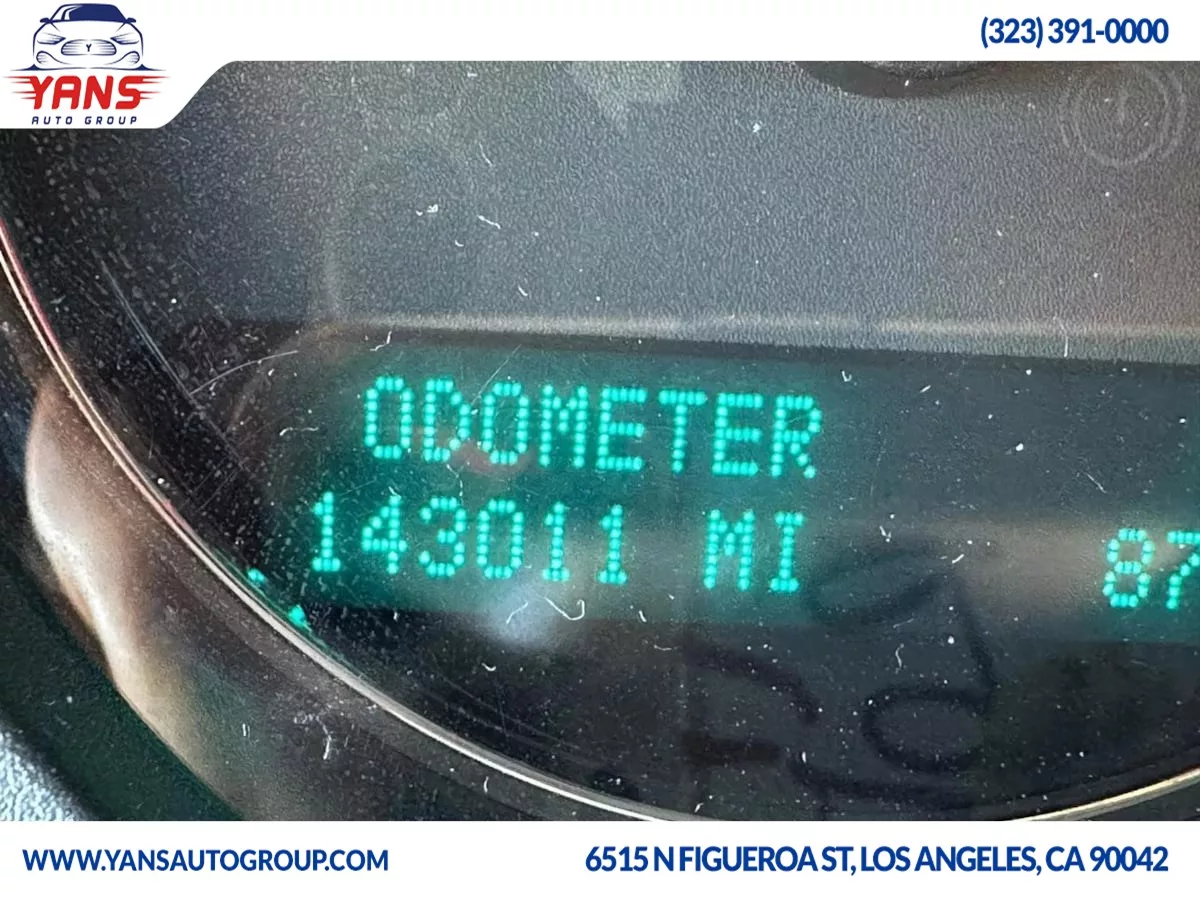 Y
YANS
AUTO GROUP
(323) 391-0000
ODOMETER
143011 MI
87
WWW.YANSAUTOGROUP.COM
6515 N FIGUEROA ST, LOS ANGELES, CA 90042